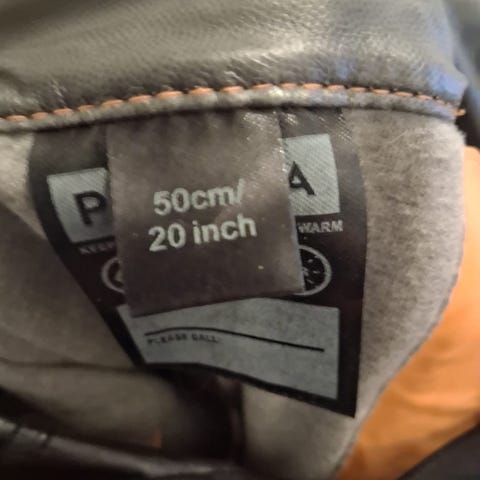 P
A
50cm/
20 inch
WARM
PLEASE CALL: